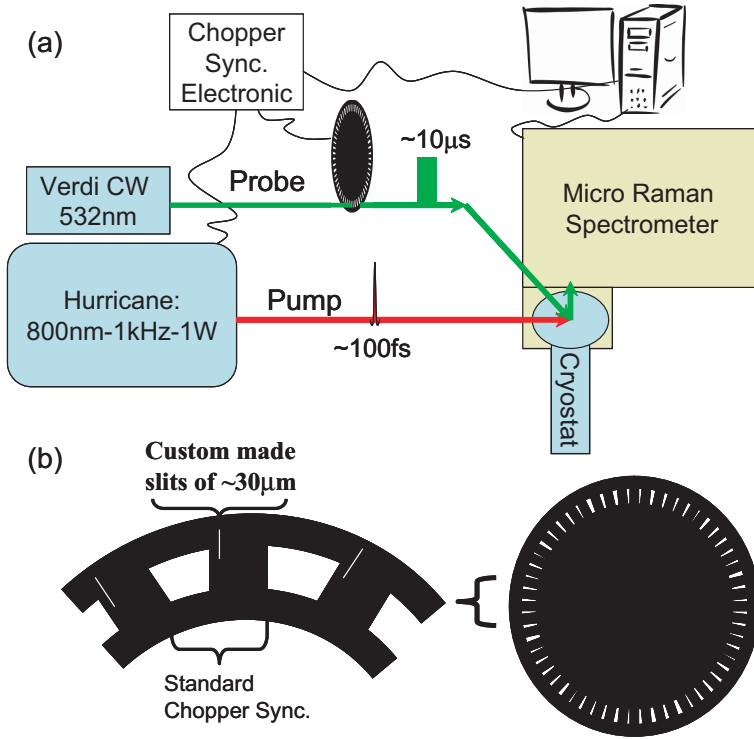 (a)
Chopper
Sync.
Electronic
~10μs
Verdi CW
532nm
Probe
Micro Raman
Spectrometer
Hurricane:
800nm-1kHz-1W
Pump
~100fs
Cryostat
(b)
Custom made
slits of ~30μm
Standard
Chopper Sync.